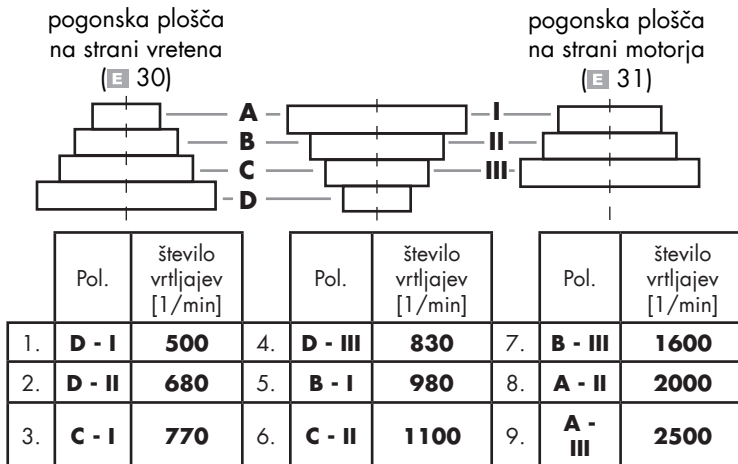 pogonska plošča
na strani vretena
(E 30)
pogonska plošča
na strani motorja
(E 31)
A I
B II
C III
D
Pol. število vrtljajev [1/min] Pol. število vrtljajev [1/min] Pol. število vrtljajev [1/min]
1. D - I 500 4. D - III 830 7. B - III 1600
2. D - II 680 5. B - I 980 8. A - II 2000
3. C - I 770 6. C - II 1100 9. A - III 2500